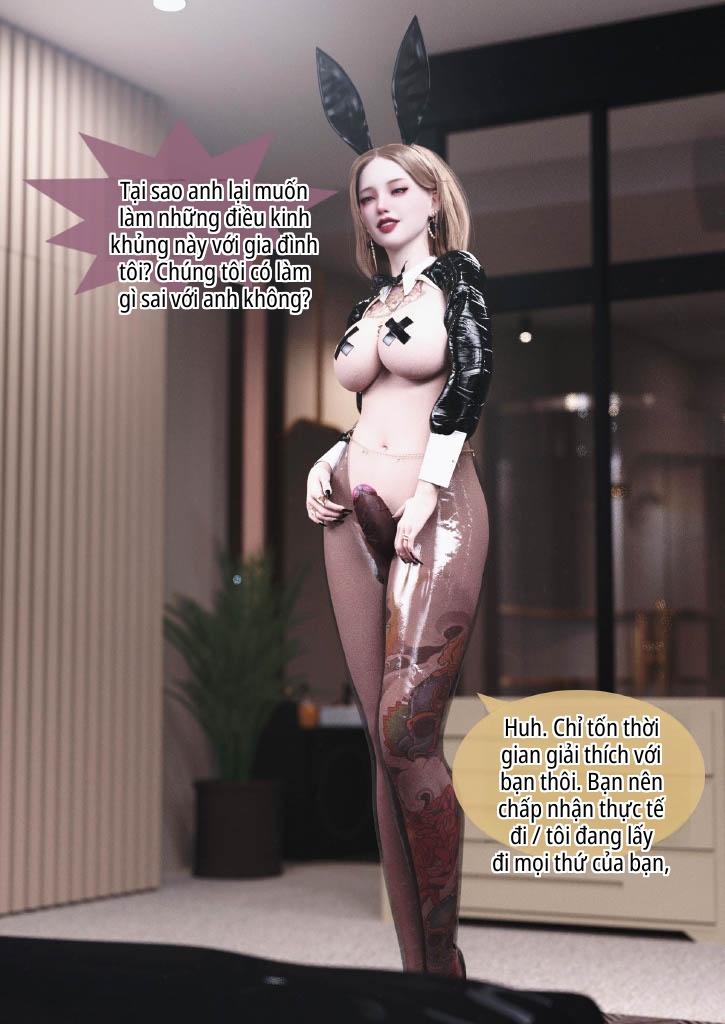 Tại sao anh lại muốn
làm những điều kinh
khủng này với gia đình
tôi? Chúng tôi có làm
gì sai với anh không?
Huh. Chỉ tốn thời
gian giải thích với
bạn thôi. Bạn nên
chấp nhận thực tế
đi / tôi đang lấy
đi mọi thứ của bạn,